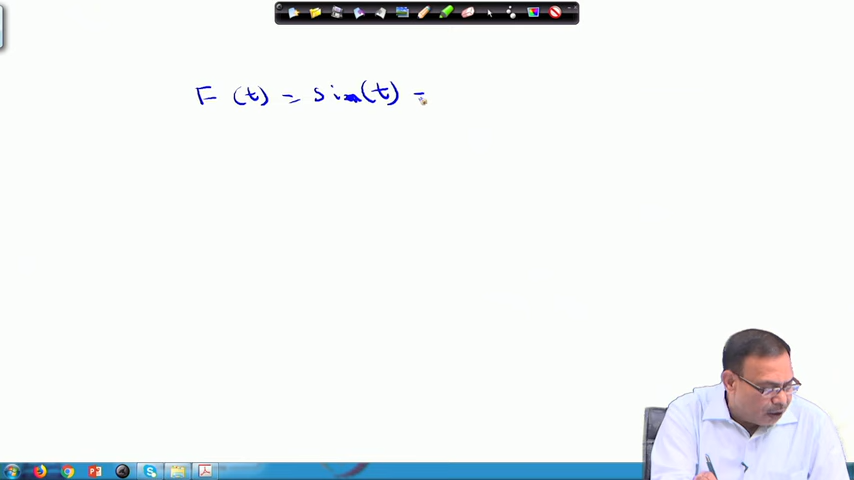 F (t) = sin(t) =